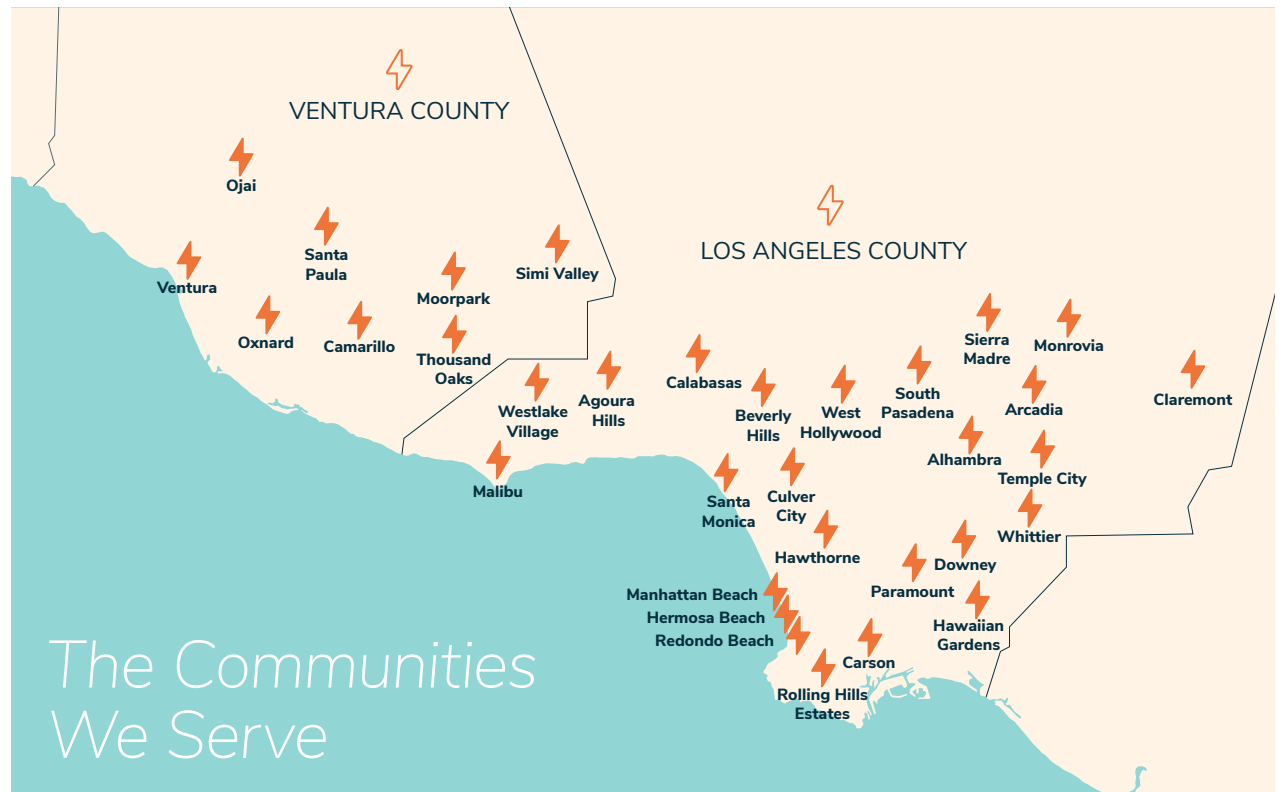 VENTURA COUNTY
Ojai
Santa
Paula
Ventura
Simi Valley
Moorpark
Oxnard
Camarillo
Thousand
Oaks
LOS ANGELES COUNTY
Westlake
Village
Agoura
Hills
Malibu
Calabasas
Beverly
Hills
West
Hollywood
South
Pasadena
Sierra
Madre
Monrovia
Arcadia
Claremont
Alhambra
Temple City
Santa
Monica
Culver
City
Whittier
Hawthorne
Downey
Paramount
Manhattan Beach
Hermosa Beach
Redondo Beach
Hawaiian
Gardens
Carson
Rolling Hills
Estates
The Communities
We Serve